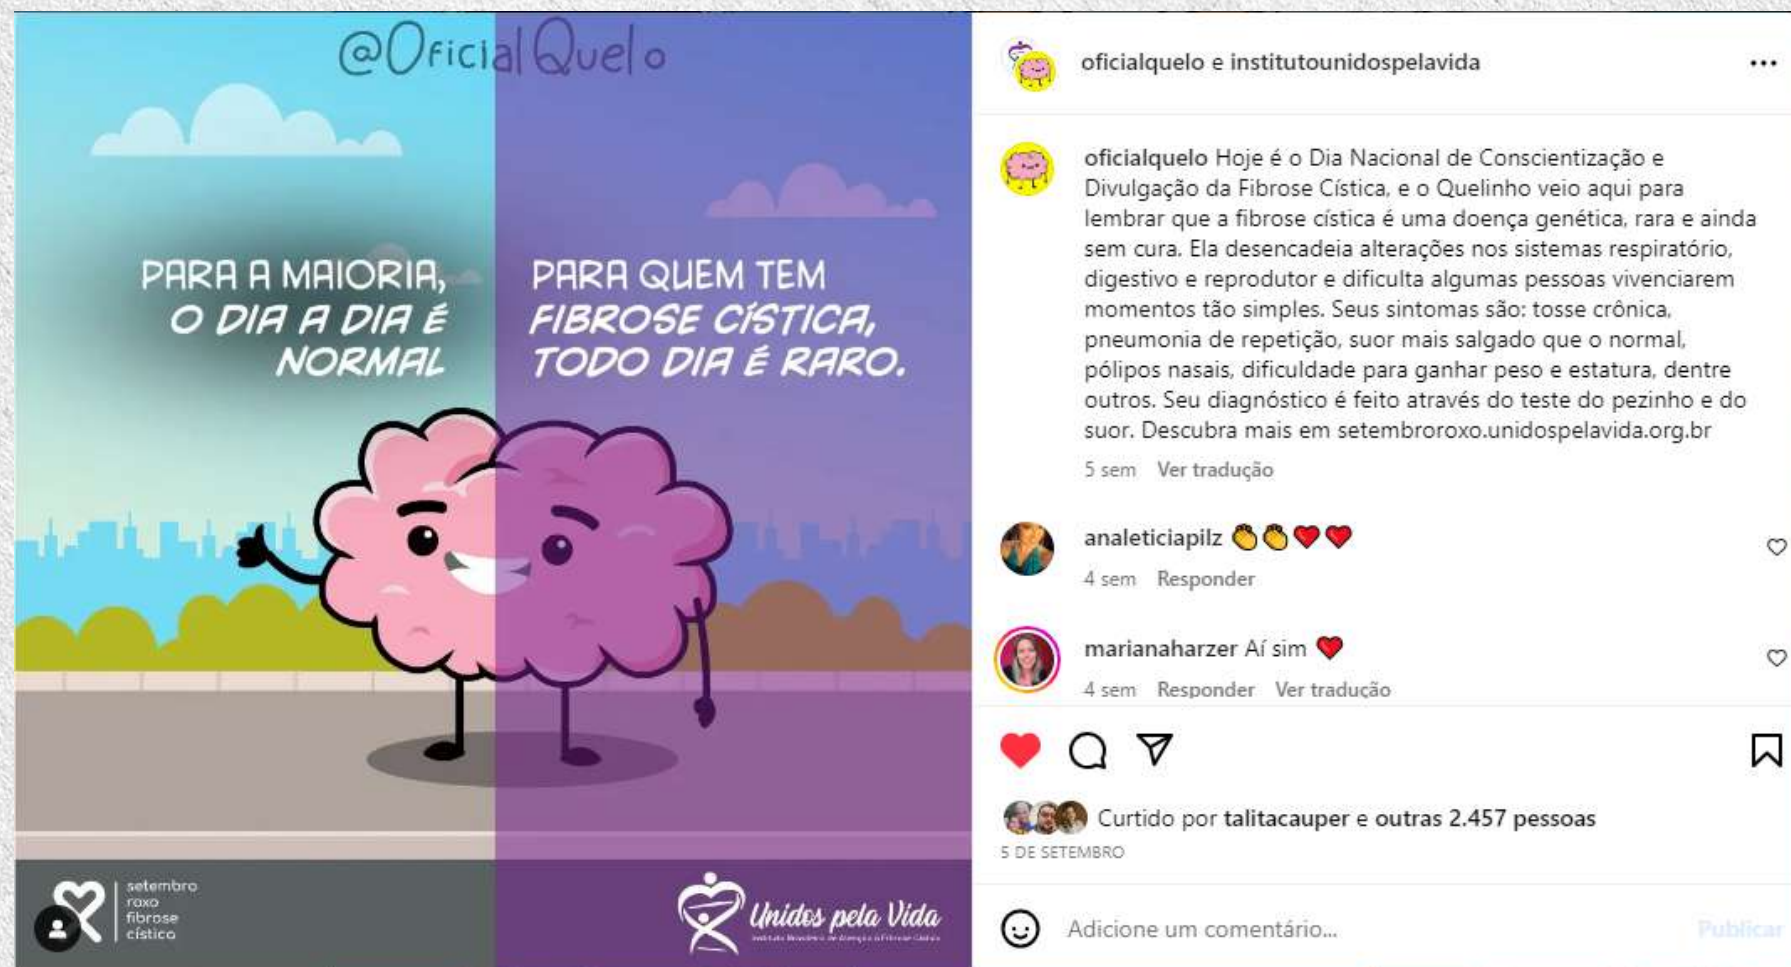 @OficialQuelo
PARA A MAIORIA,
O DIA A DIA É
NORMAL
PARA QUEM TEM
FIBROSE CÍSTICA,
TODO DIA É RARO.
setembro
roxo
fibrose
cística
Unidos pela Vida
Instituto Brasileiro de Atenção à Fibrose Cística
oficialquelo e institutounidospelavida
oficialquelo Hoje é o Dia Nacional de Conscientização e
Divulgação da Fibrose Cística, e o Quelinho veio aqui para
lembrar que a fibrose cística é uma doença genética, rara e ainda
sem cura. Ela desencadeia alterações nos sistemas respiratório,
digestivo e reprodutor e dificulta algumas pessoas vivenciarem
momentos tão simples. Seus sintomas são: tosse crônica,
pneumonia de repetição, suor mais salgado que o normal,
pólipos nasais, dificuldade para ganhar peso e estatura, dentre
outros. Seu diagnóstico é feito através do teste do pezinho e do
suor. Descubra mais em setembroroxo.unidospelavida.org.br
5 sem Ver tradução
analeticiapilz 👏👏❤️❤️
4 sem Responder
marianaharzer Aí sim ❤️
4 sem Responder Ver tradução
Curtido por talitacauper e outras 2.457 pessoas
5 DE SETEMBRO
Adicione um comentário...
Publicar